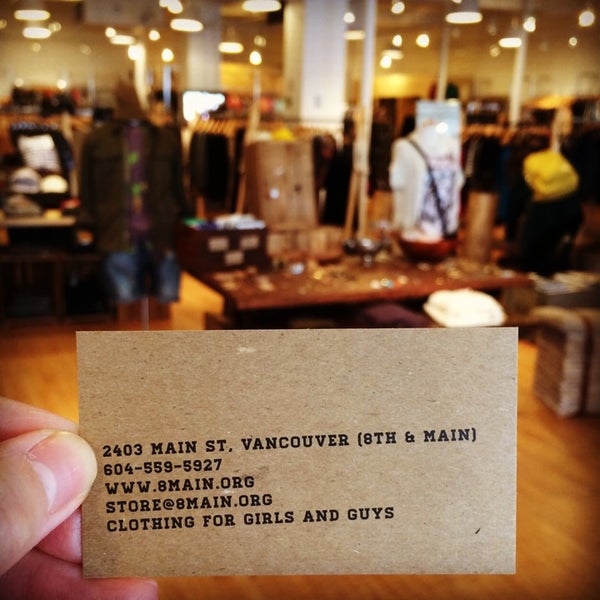 2403 MAIN ST, VANCOUVER (8TH & MAIN)
604-559-5927
WWW.8MAIN.ORG
STORE@8MAIN.ORG
CLOTHING FOR GIRLS AND GUYS